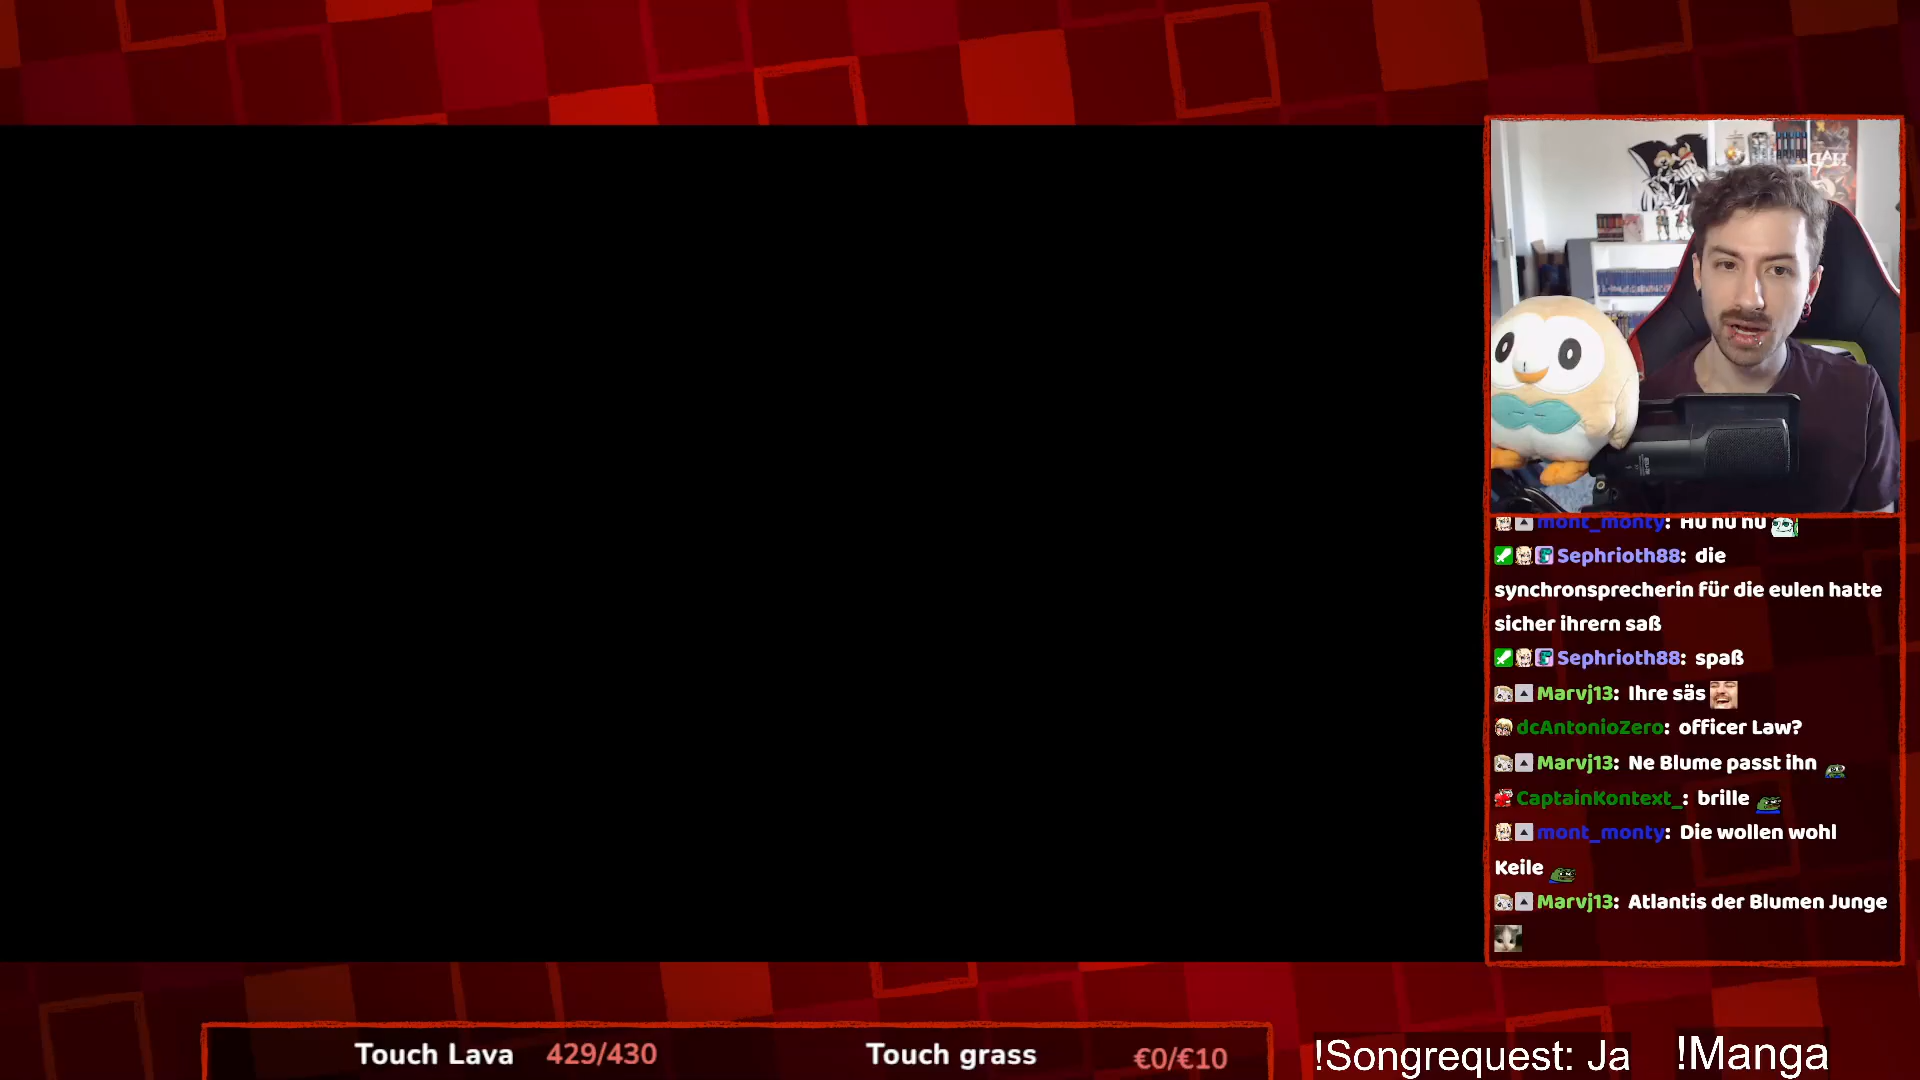 mont_monty: Hu hu hu
Sephrioth88: die
synchronsprecherin für die eulen hatte
sicher ihrern saß
Sephrioth88: spaß
Marvj13: Ihre säs
dcAntonioZero: officer Law?
Marvj13: Ne Blume passt ihn
CaptainKontext_: brille
mont_monty: Die wollen wohl
Keile
Marvj13: Atlantis der Blumen Junge
Touch Lava 429/430
Touch grass €0/€10
!Songrequest: Ja
!Manga